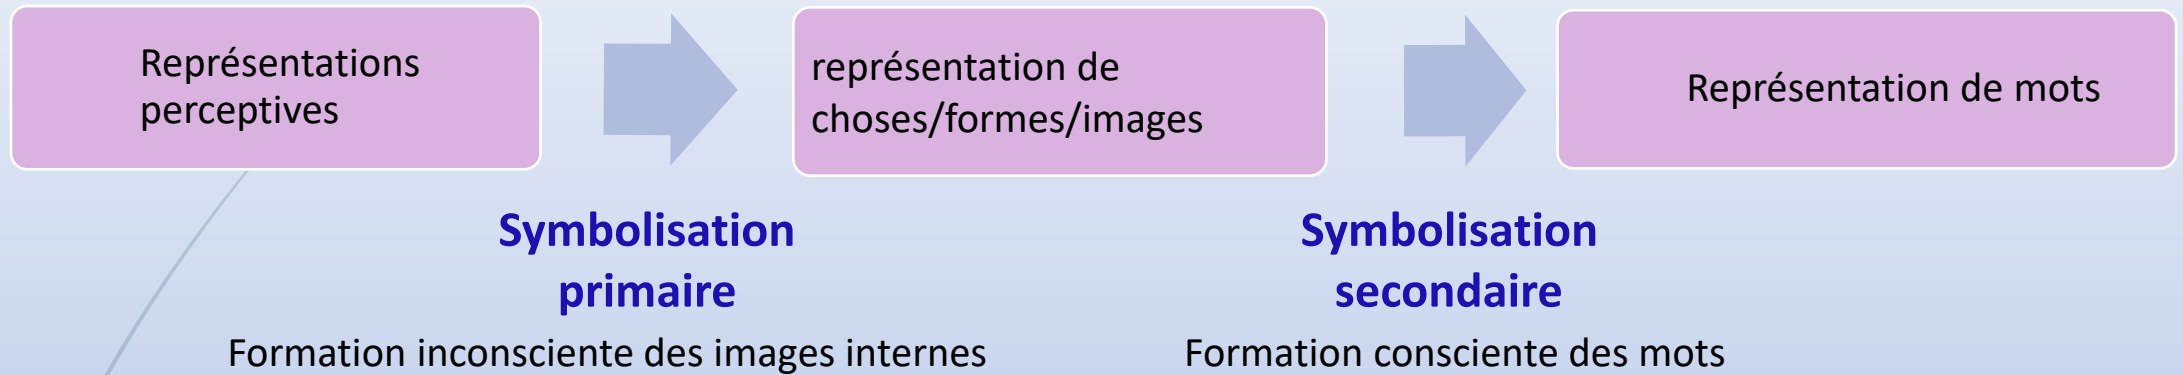 Représentations
perceptives
représentation de
choses/formes/images
Représentation de mots
Symbolisation
primaire
Formation inconsciente des images internes
Symbolisation
secondaire
Formation consciente des mots